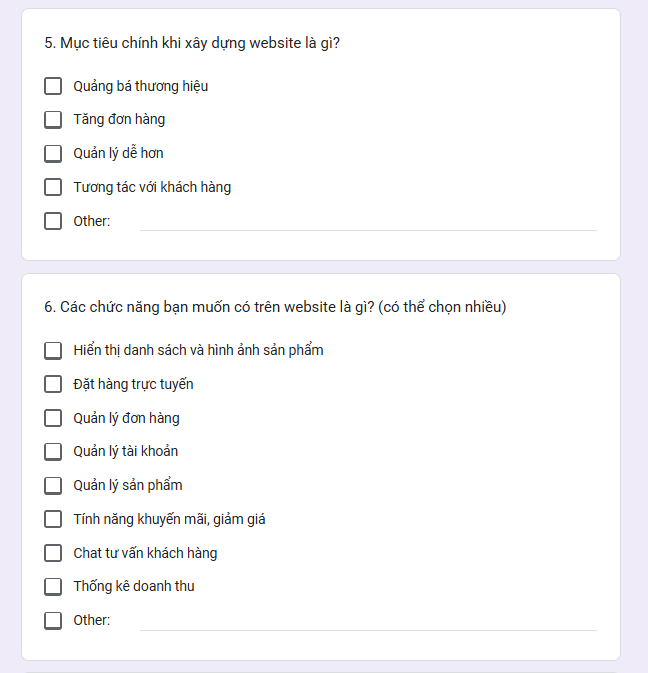 5. Mục tiêu chính khi xây dựng website là gì?
Quảng bá thương hiệu
Tăng đơn hàng
Quản lý dễ hơn
Tương tác với khách hàng
Other:
6. Các chức năng bạn muốn có trên website là gì? (có thể chọn nhiều)
Hiển thị danh sách và hình ảnh sản phẩm
Đặt hàng trực tuyến
Quản lý đơn hàng
Quản lý tài khoản
Quản lý sản phẩm
Tính năng khuyến mãi, giảm giá
Chat tư vấn khách hàng
Thống kê doanh thu
Other: